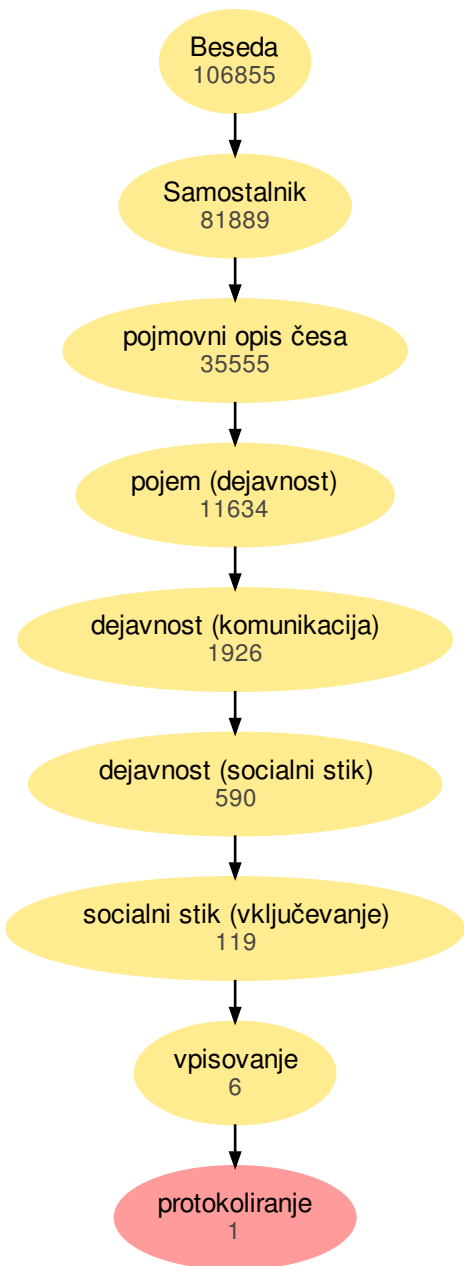 Beseda
106855
Samostalnik
81889
pojmovni opis česa
35555
pojem (dejavnost)
11634
dejavnost (komunikacija)
1926
dejavnost (socialni stik)
590
socialni stik (vključevanje)
119
vpisovanje
6
protokoliranje
1